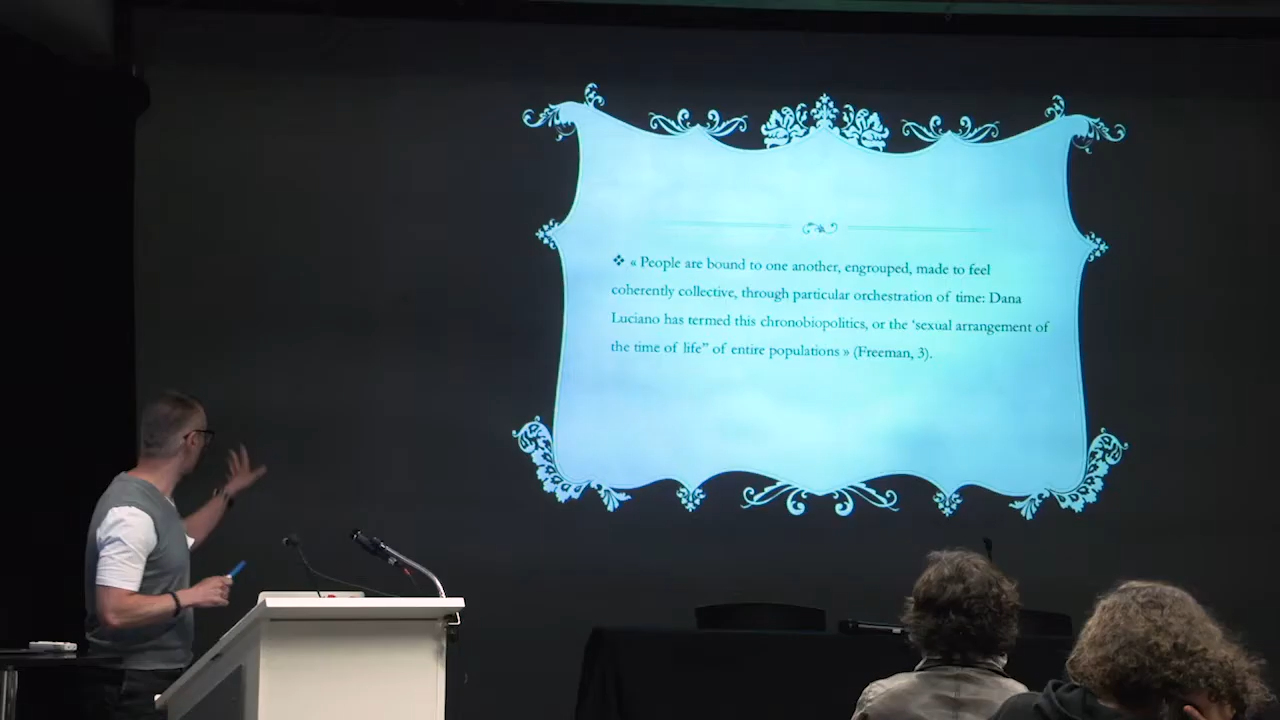 ❖ « People are bound to one another, engrouped, made to feel
coherently collective, through particular orchestration of time: Dana
Luciano has termed this chronobiopolitics, or the ‘sexual arrangement of
the time of life” of entire populations » (Freeman, 3).